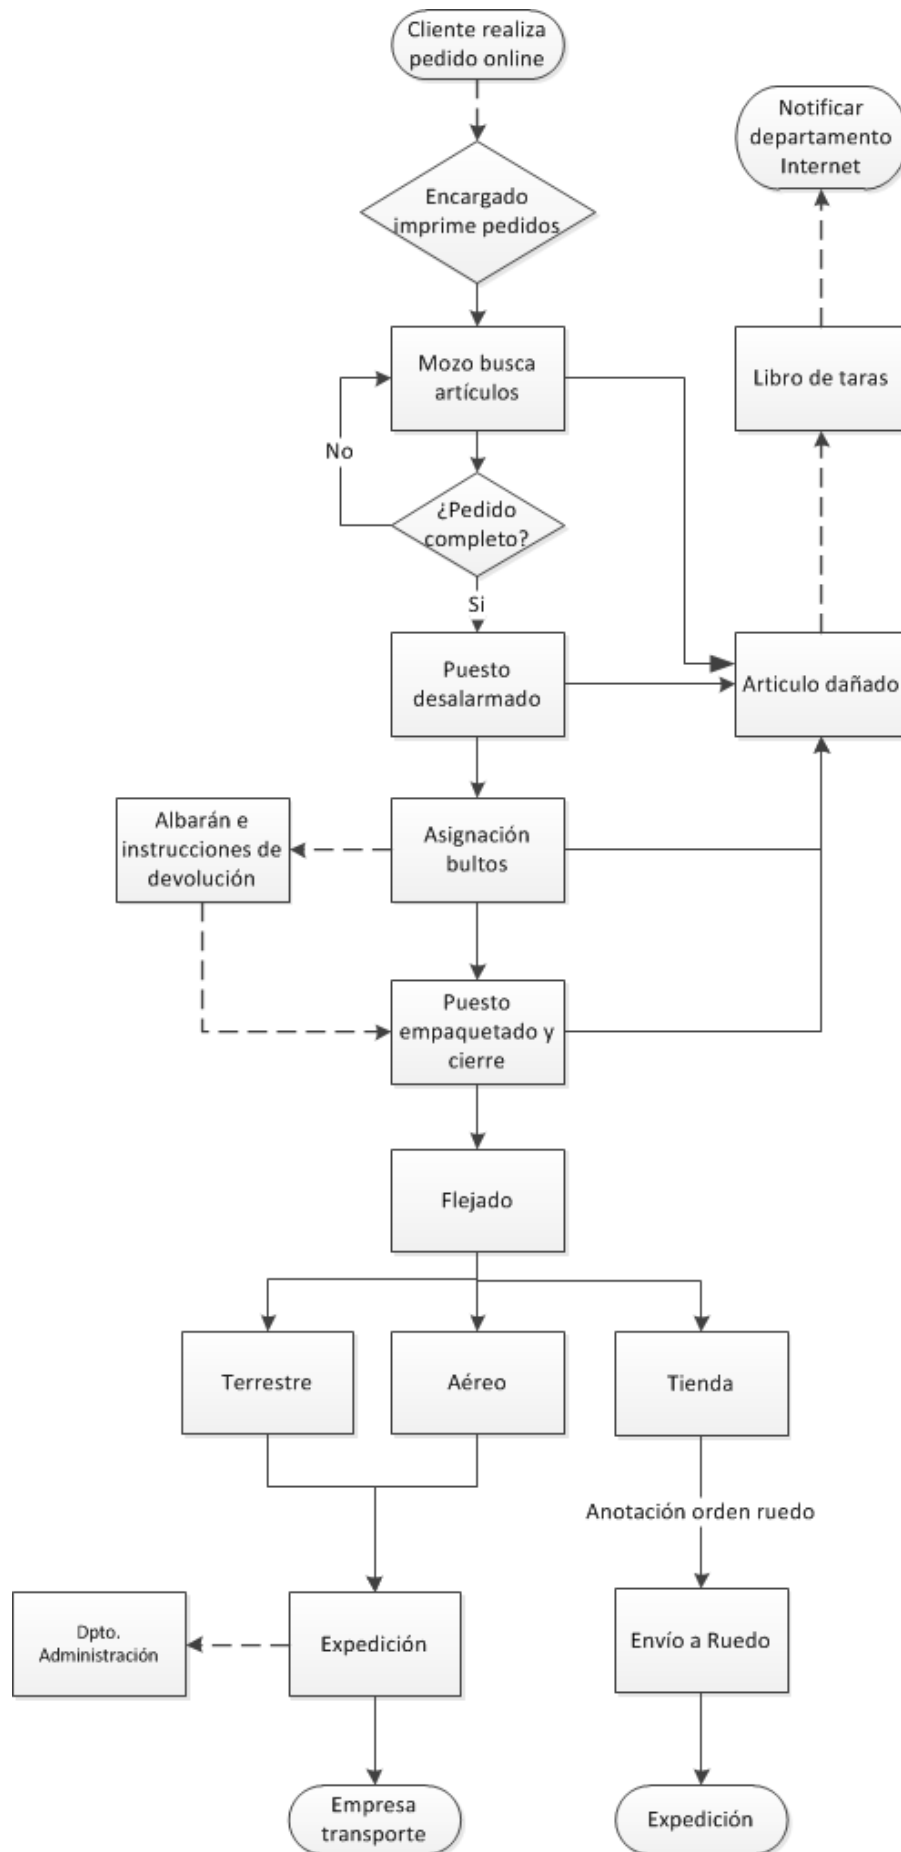 Cliente realiza
pedido online
Notificar
departamento
Internet
Encargado
imprime pedidos
Mozo busca
artículos
Libro de taras
No
¿Pedido
completo?
Si
Puesto
desalarmado
Articulo dañado
Albarán e
instrucciones de
devolución
Asignación
bultos
Puesto
empaquetado y
cierre
Flejado
Terrestre
Aéreo
Tienda
Anotación orden ruedo
Dpto.
Administración
Expedición
Envío a Ruedo
Empresa
transporte
Expedición